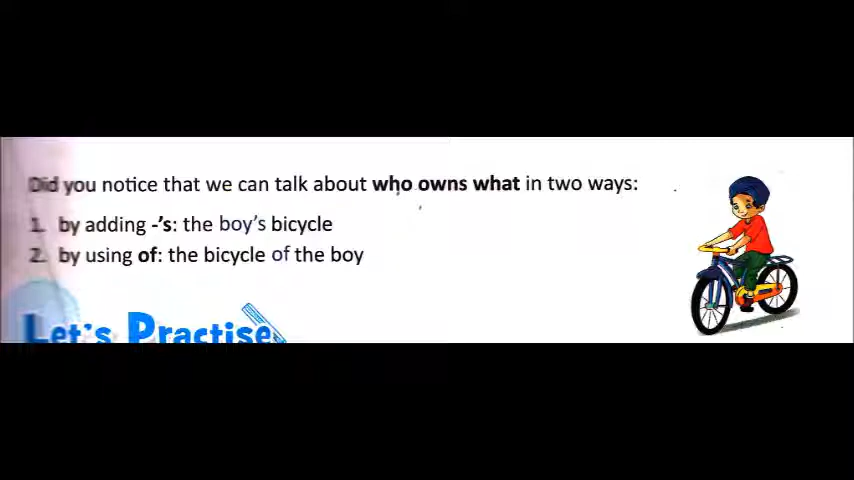 Did you notice that we can talk about who owns what in two ways:
1. by adding -'s: the boy's bicycle
2. by using of: the bicycle of the boy
Let's Practise